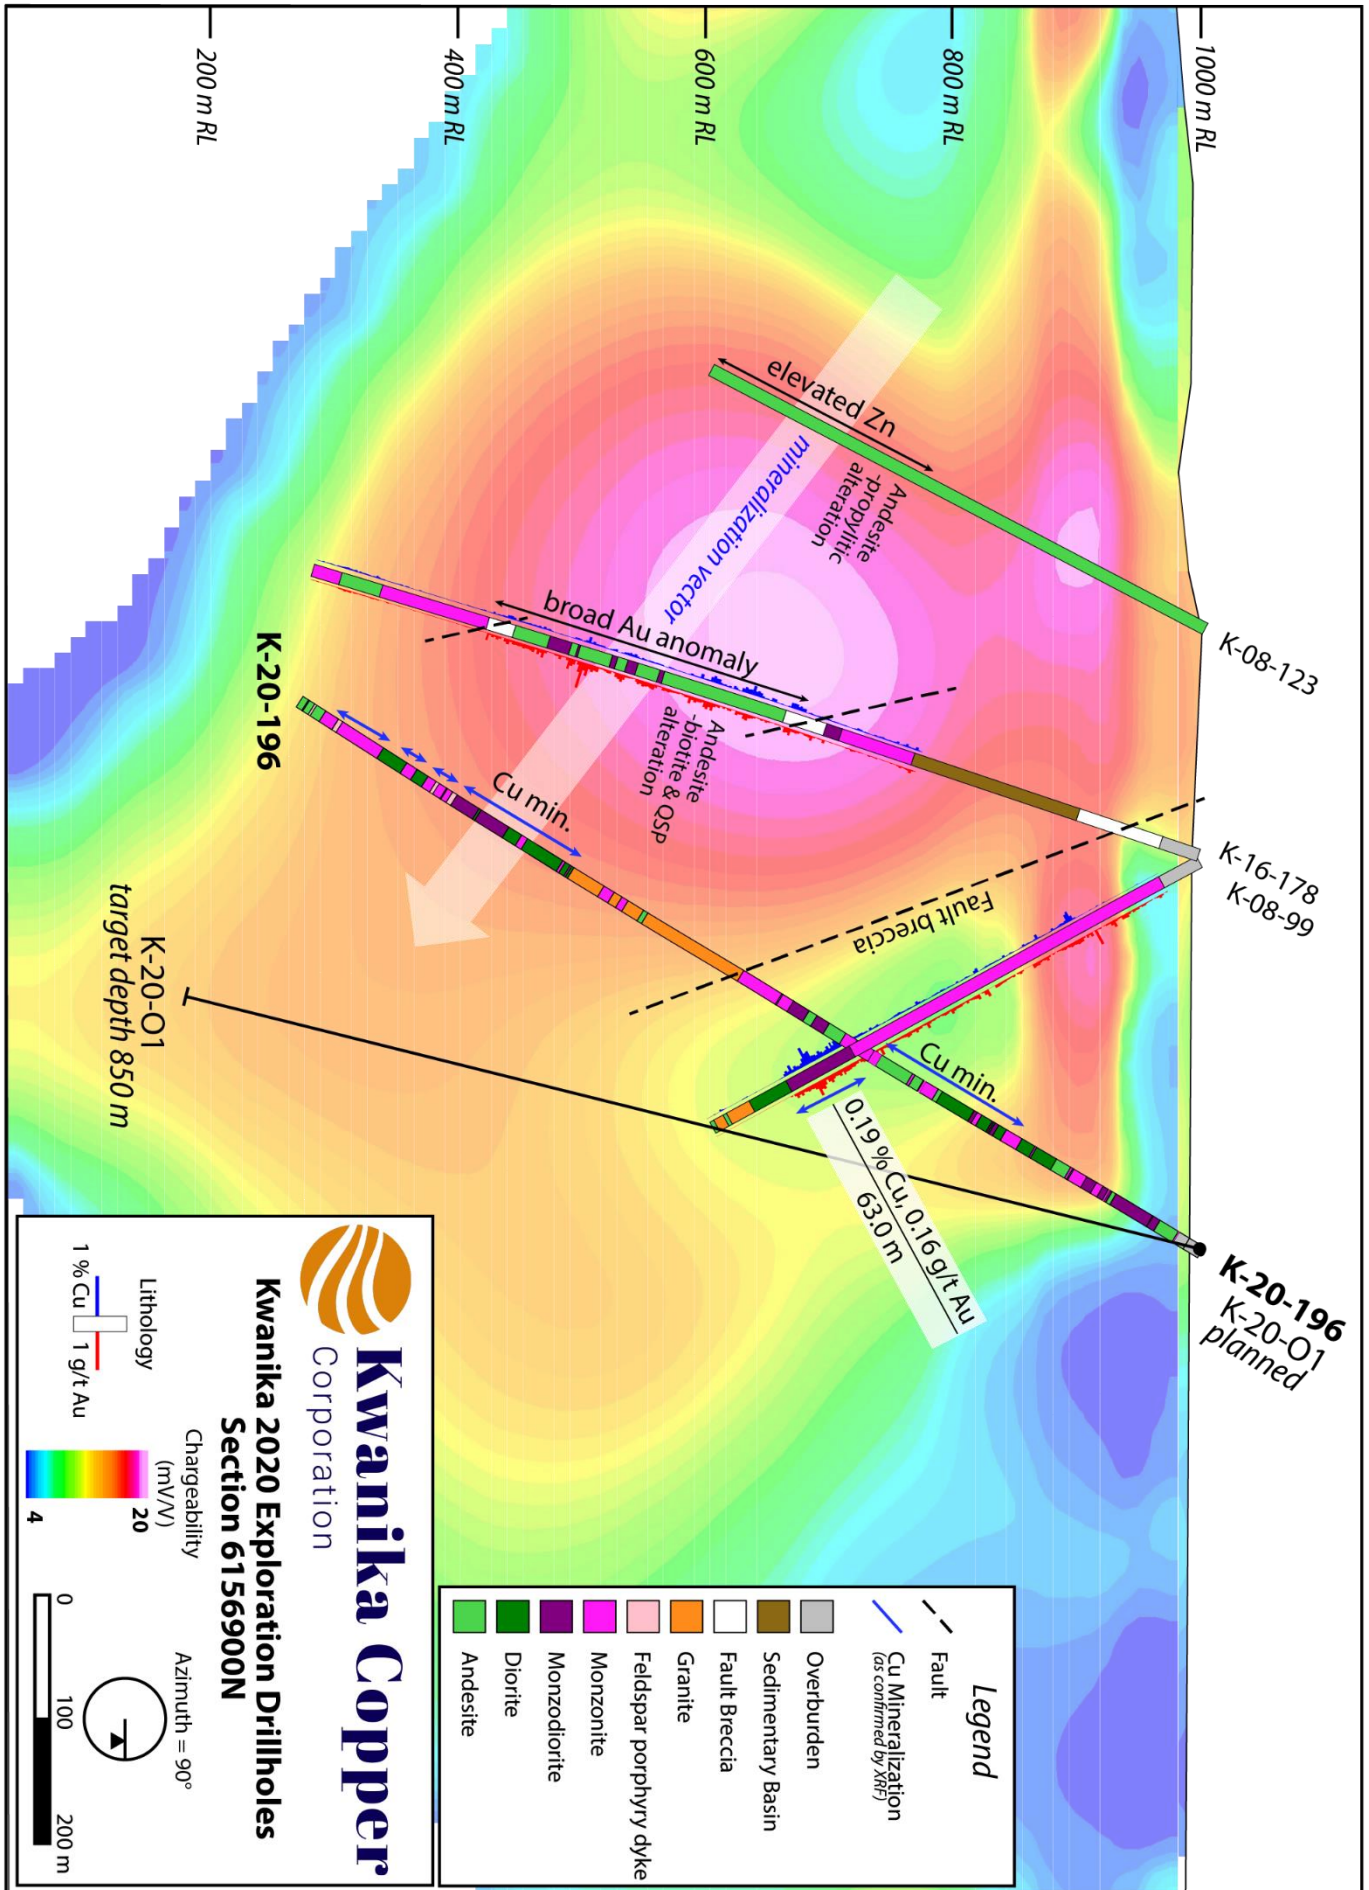 1000 m RL
800 m RL
600 m RL
400 m RL
200 m RL
K-08-123
K-16-178
K-08-99
K-20-196
K-20-O1
planned
elevated Zn
Andesite
-propylitic
alteration
mineralization vector
broad Au anomaly
Andesite
-biotite & QSP
alteration
Fault breccia
Cu min.
Cu min.
0.19 % Cu, 0.16 g/t Au
63.0 m
K-20-196
K-20-O1
target depth 850 m
Legend
Fault
Cu Mineralization
(as confirmed by XRF)
Overburden
Sedimentary Basin
Fault Breccia
Granite
Feldspar porphyry dyke
Monzonite
Monzodiorite
Diorite
Andesite
Kwanika Copper
Corporation
Kwanika 2020 Exploration Drillholes
Section 6156900N
Lithology
1 % Cu 1 g/t Au
Chargeability
(mV/V)
4 20
Azimuth = 90°
0 100 200 m